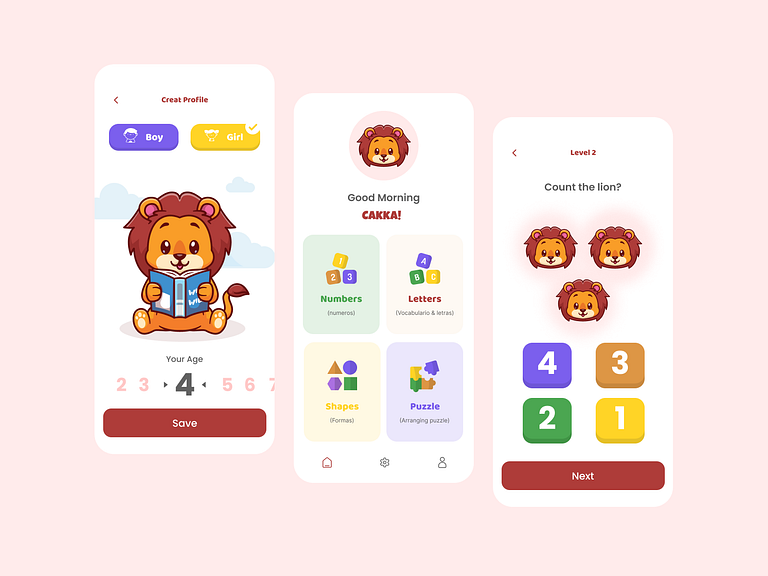 Creat Profile
Boy
Girl
Your Age
2 3 4 5 6 7
Save
Good Morning
CAKKA!
1
2 3
Numbers
(numeros)
A
B C
Letters
(Vocabulario & letras)
Shapes
(Formas)
Puzzle
(Arranging puzzle)
Level 2
Count the lion?
4 3
2 1
Next